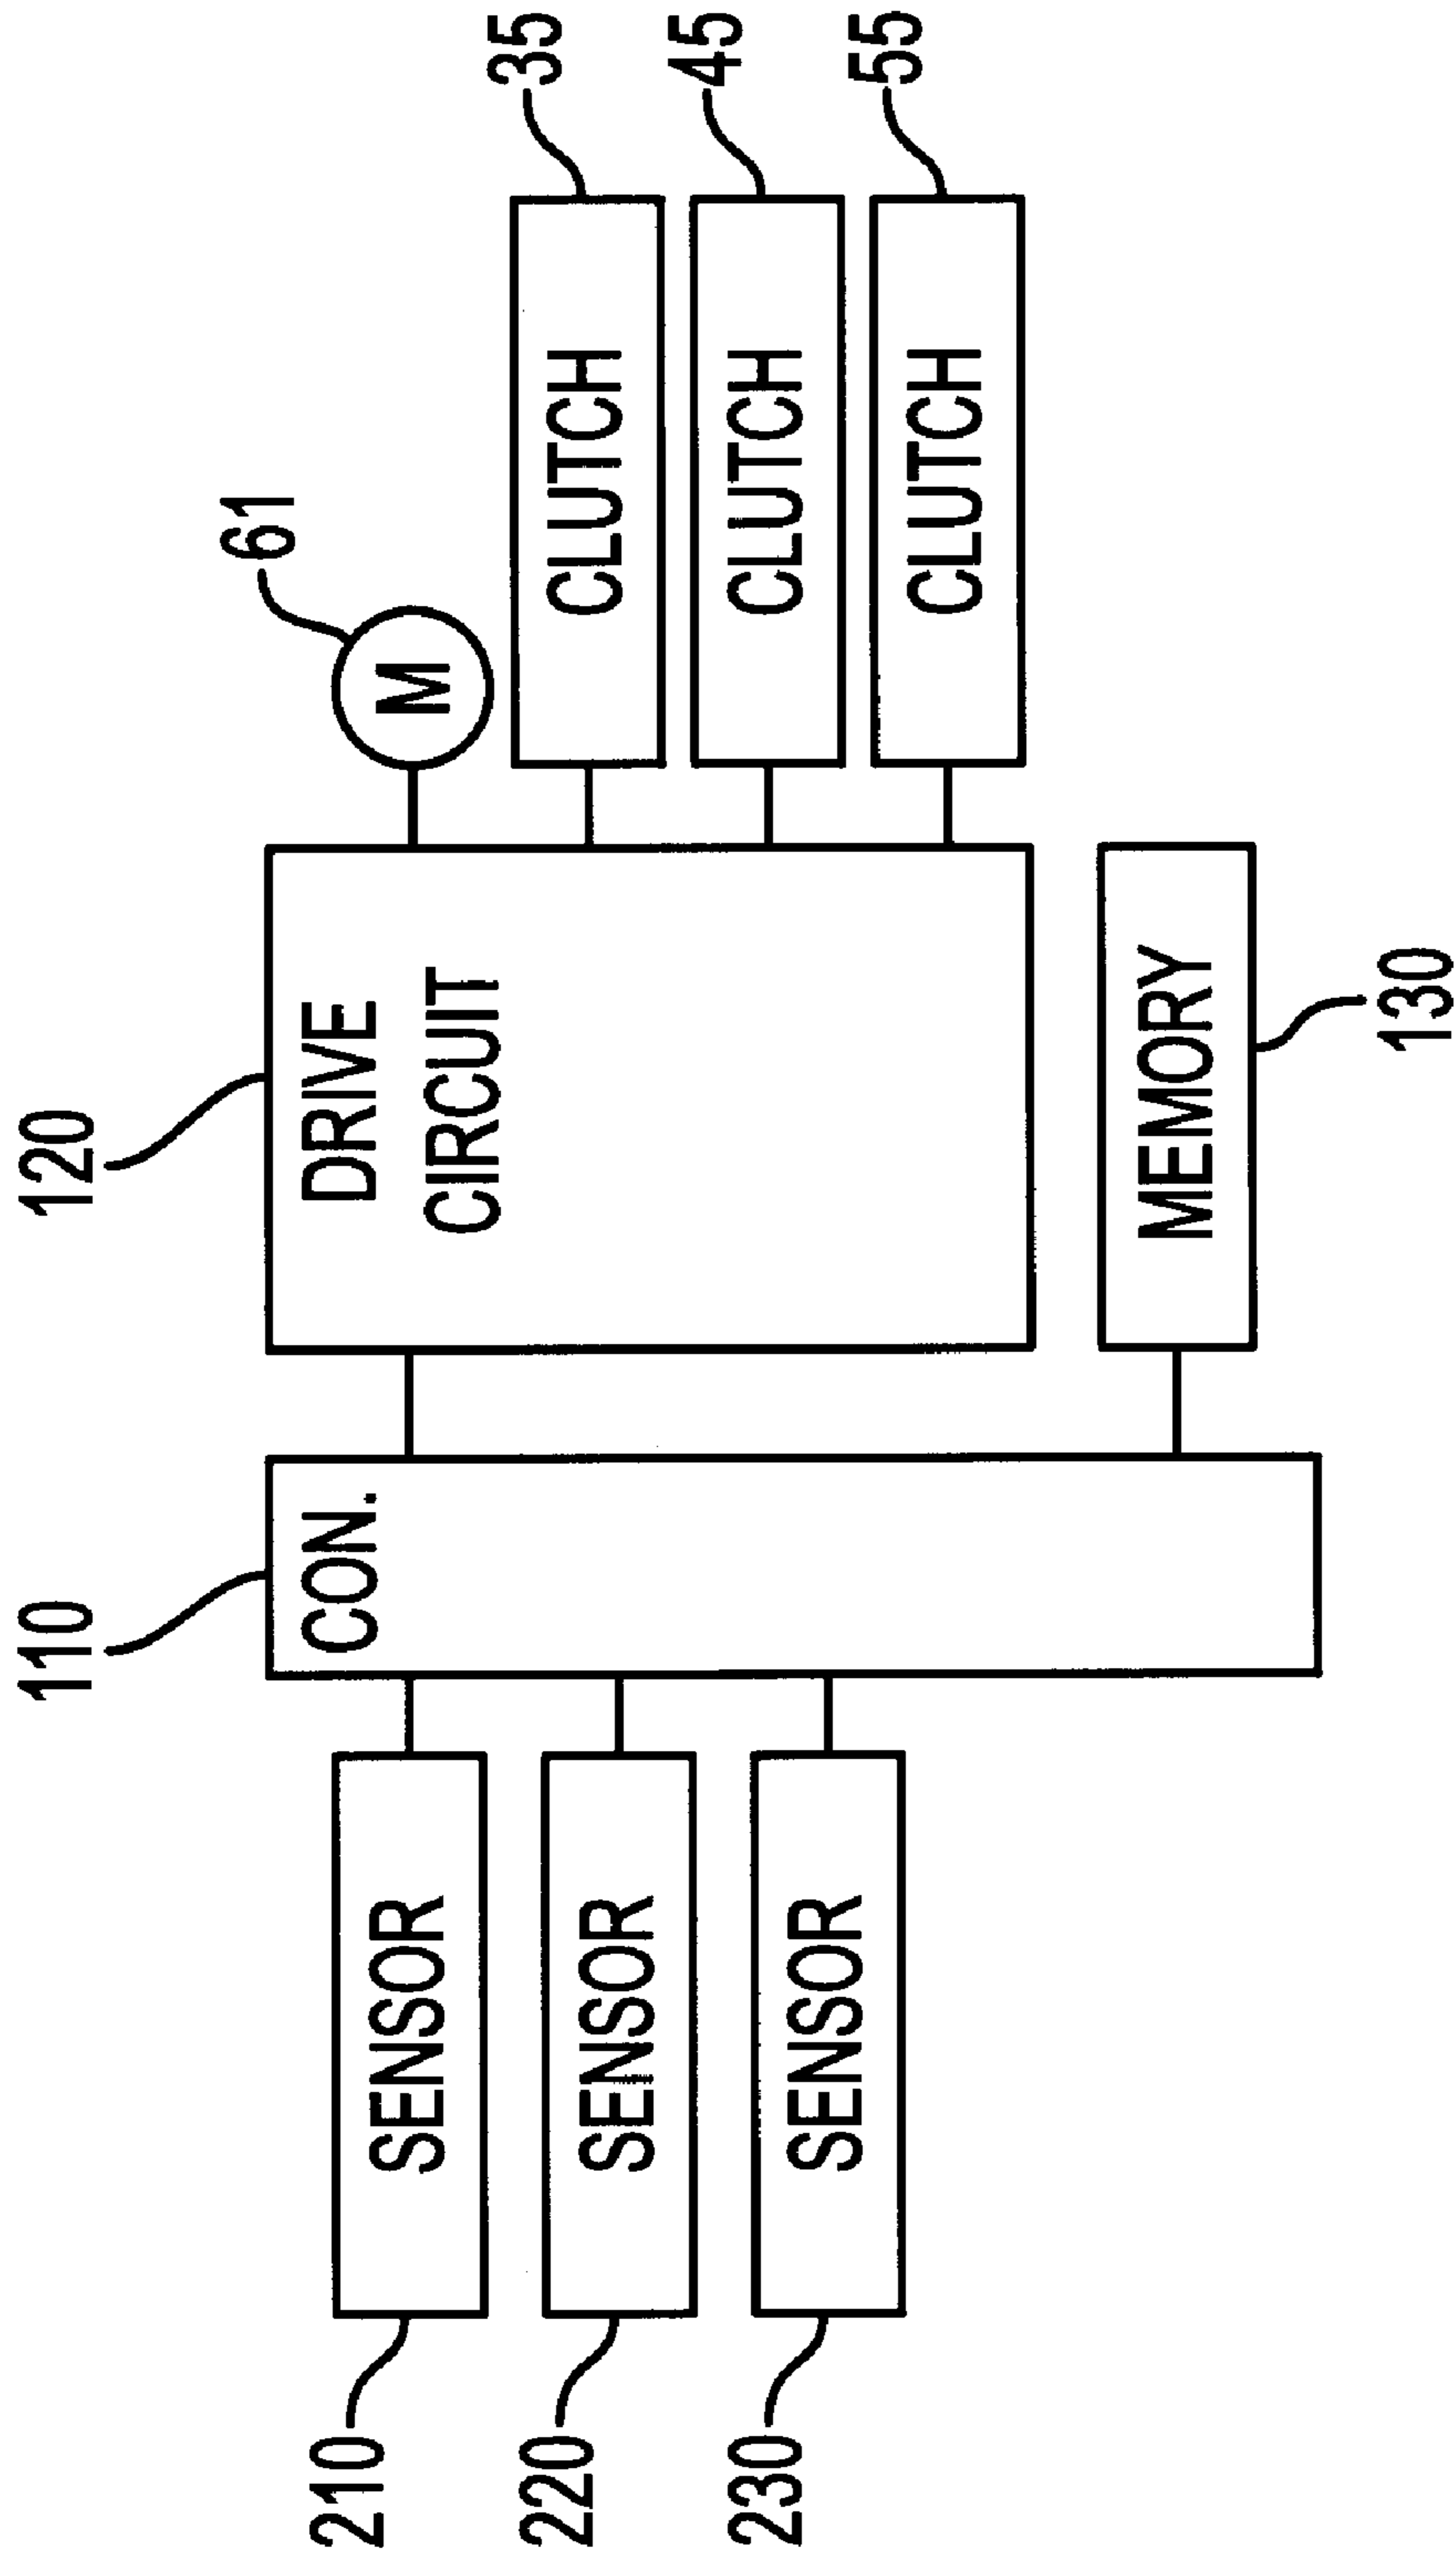 120
110
61
M
35
45
55
DRIVE
CIRCUIT
CON.
CLUTCH
CLUTCH
CLUTCH
210
SENSOR
220
SENSOR
230
SENSOR
MEMORY
130